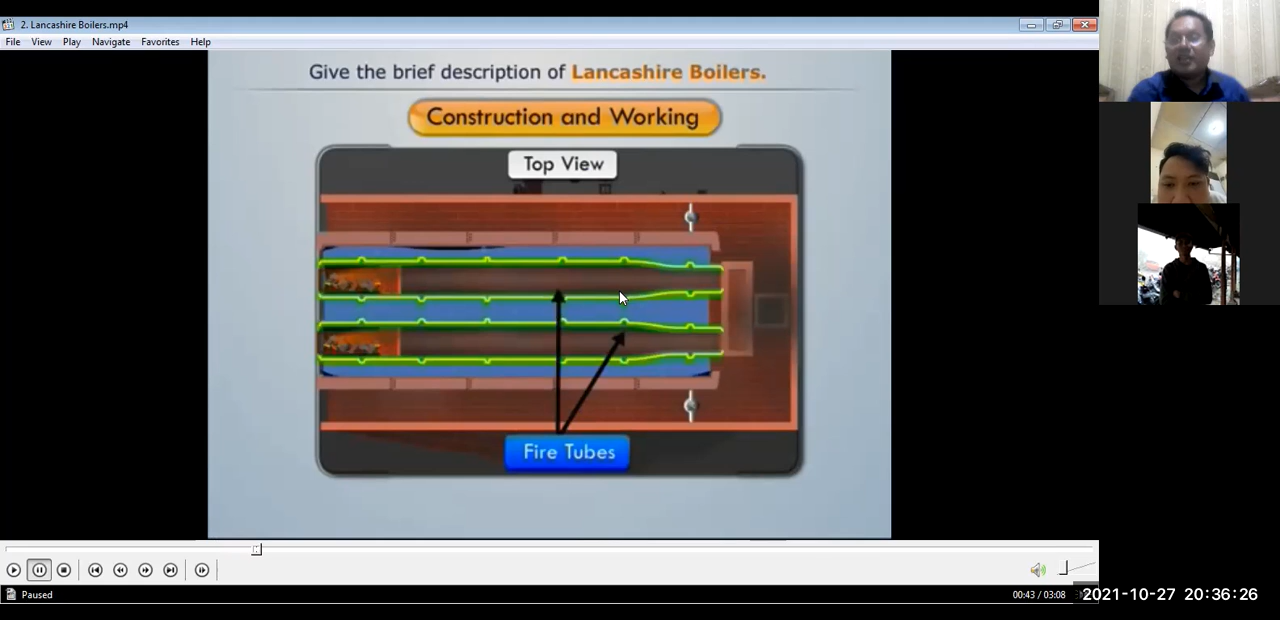 2. Lancashire Boilers.mp4
File View Play Navigate Favorites Help
Give the brief description of Lancashire Boilers.
Construction and Working
Top View
Fire Tubes
Paused
00:43 / 03:08
2021-10-27 20:36:26